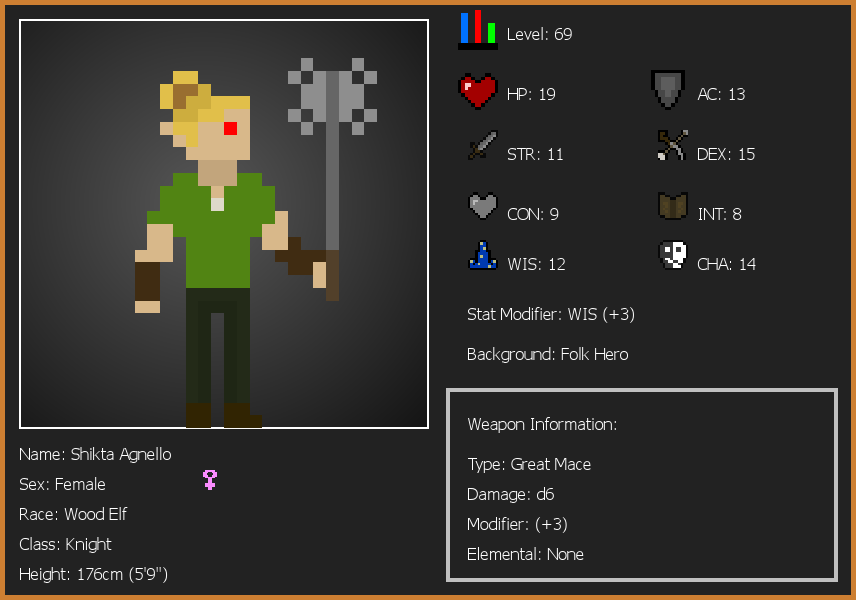 Level: 69
HP: 19
AC: 13
STR: 11
DEX: 15
CON: 9
INT: 8
WIS: 12
CHA: 14
Stat Modifier: WIS (+3)
Background: Folk Hero
Weapon Information:
Type: Great Mace
Damage: d6
Modifier: (+3)
Elemental: None
Name: Shikta Agnello
Sex: Female
Race: Wood Elf
Class: Knight
Height: 176cm (5'9")